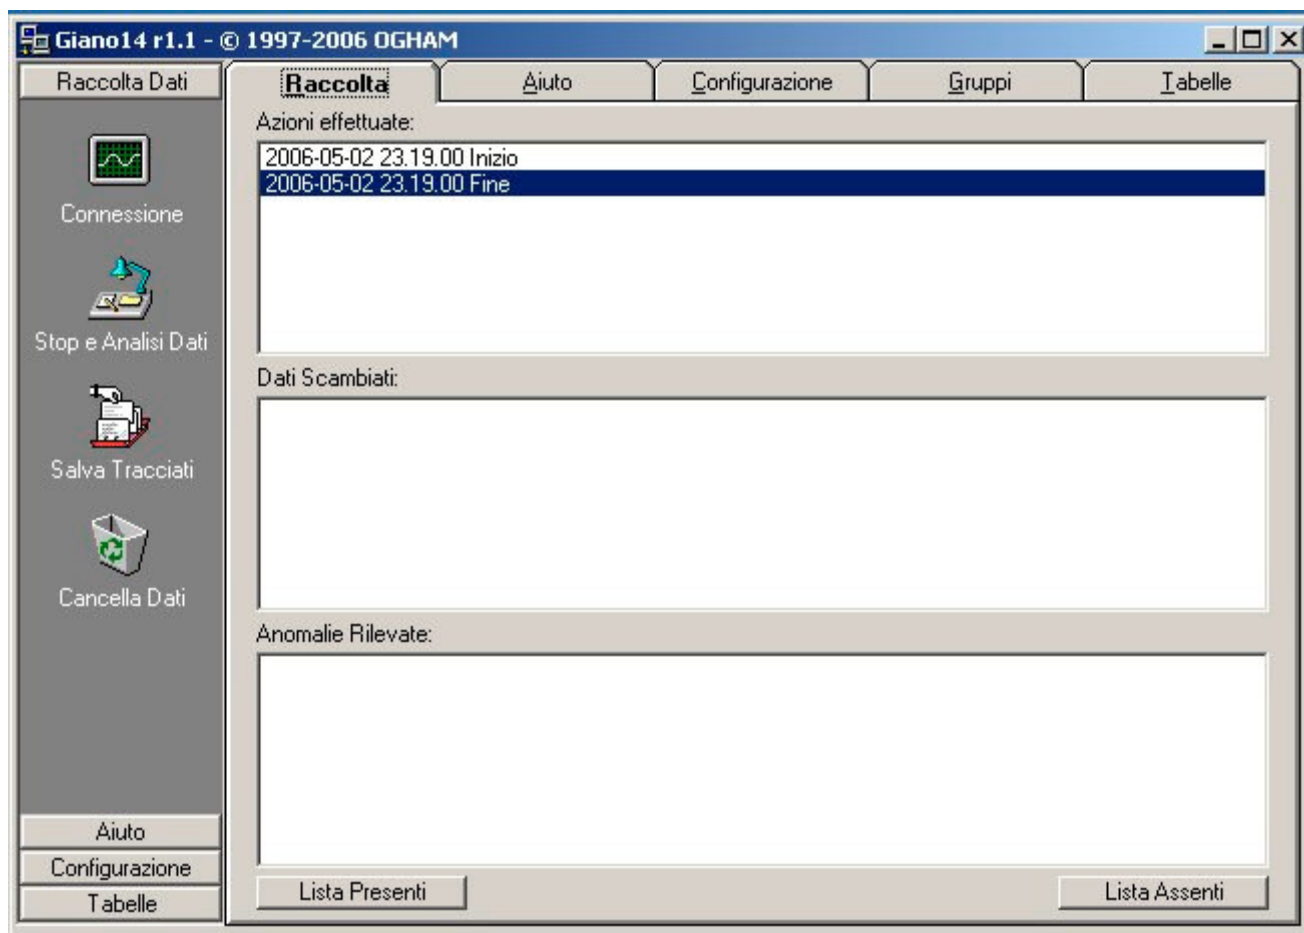 Giano14 r1.1 - © 1997-2006 OGHAM
Raccolta Dati
Connessione
Stop e Analisi Dati
Salva Tracciati
Cancella Dati
Aiuto
Configurazione
Tabelle
Raccolta Aiuto Configurazione Gruppi Tabelle
Azioni effettuate:
2006-05-02 23.19.00 Inizio
2006-05-02 23.19.00 Fine
Dati Scambiati:
Anomalie Rilevate:
Lista Presenti Lista Assenti